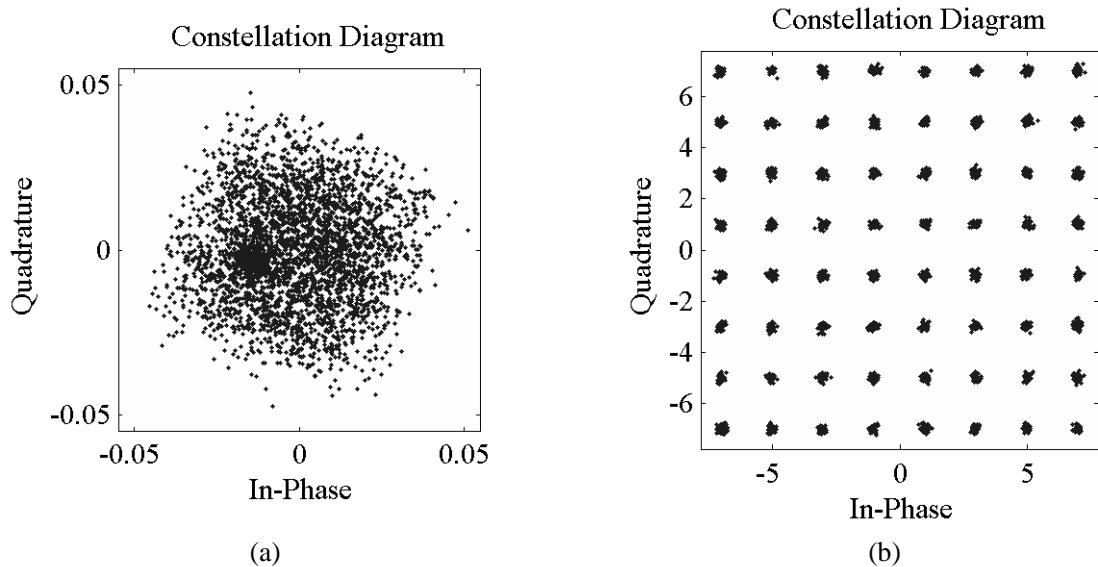 Constellation Diagram
0.05
0
-0.05
Quadrature
-0.05 0 0.05
In-Phase
(a)
Constellation Diagram
6
4
2
0
-2
-4
-6
Quadrature
-5 0 5
In-Phase
(b)